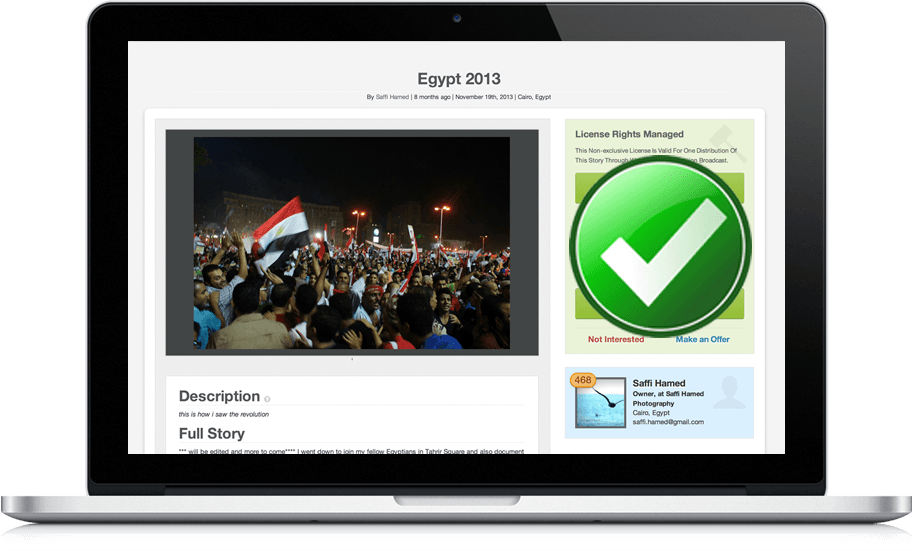 Egypt 2013
By Saffi Hamed | 8 months ago | November 19th, 2013 | Cairo, Egypt
License Rights Managed
This Non-exclusive License Is Valid For One Distribution Of
This Story Through Broadcast.
Not Interested
Make an Offer
468
Saffi Hamed
Owner, at Saffi Hamed
Photography
Cairo, Egypt
saffi.hamed@gmail.com
Description
this is how i saw the revolution
Full Story
*** will be edited and more to come**** I went down to join my fellow Egyptians in Tahrir Square and also document